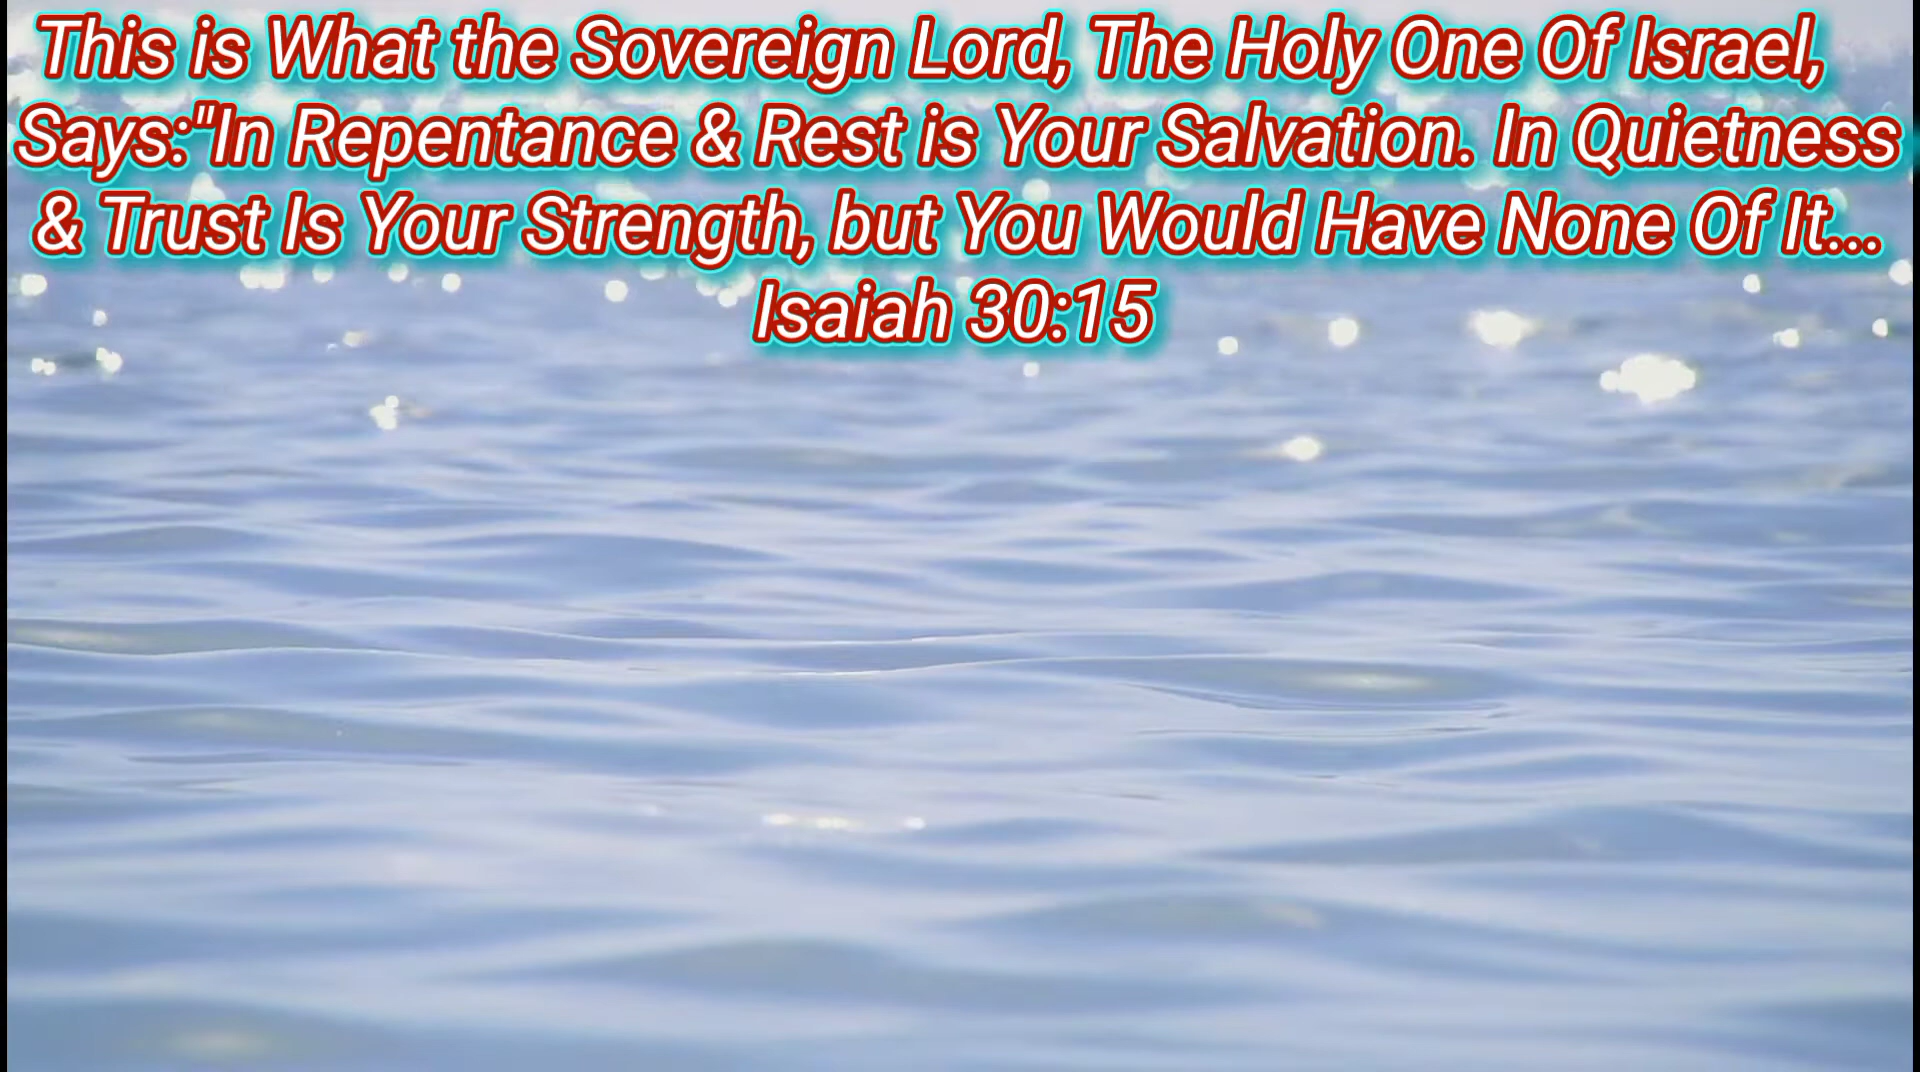 This is What the Sovereign Lord, The Holy One Of Israel,
Says:"In Repentance & Rest is Your Salvation. In Quietness
& Trust Is Your Strength, but You Would Have None Of It...
Isaiah 30:15